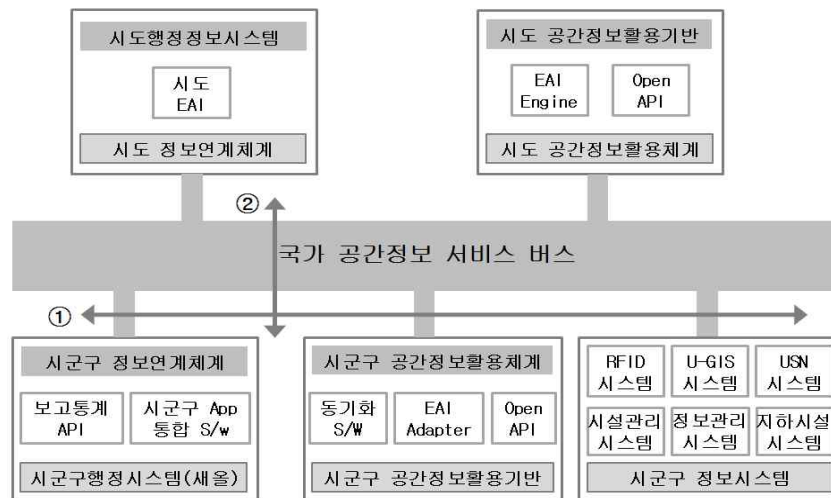 시도행정정보시스템
시도
EAI
시도 정보연계체계
시도 공간정보활용기반
EAI
Engine
Open
API
시도 공간정보활용체계
②
국가 공간정보 서비스 버스
①
시군구 정보연계체계
보고통계
API
시군구 App
통합 S/w
시군구행정시스템(새올)
시군구 공간정보활용체계
동기화
S/W
EAI
Adapter
Open
API
시군구 공간정보활용기반
RFID
시스템
U-GIS
시스템
USN
시스템
시설관리
시스템
정보관리
시스템
지하시설
시스템
시군구 정보시스템